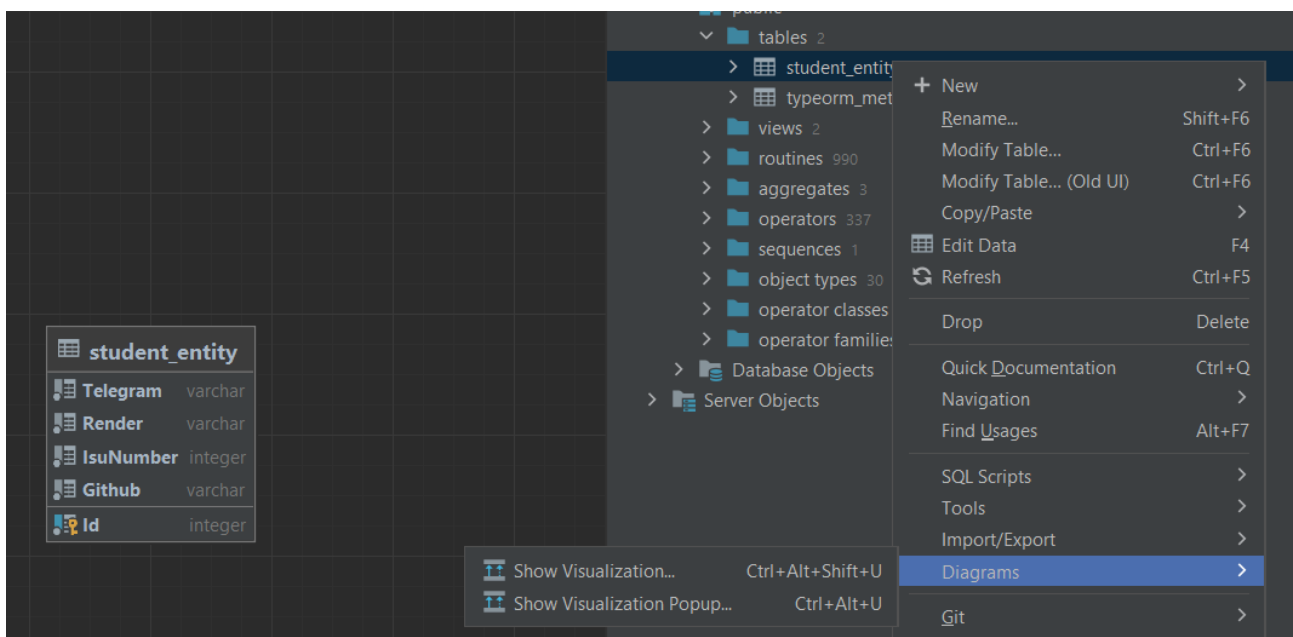 public
tables 2
student_entity
typeorm_met
views 2
routines 990
aggregates 3
operators 337
sequences 1
object types 30
operator classes
operator families
Database Objects
Server Objects
New
Rename... Shift+F6
Modify Table... Ctrl+F6
Modify Table... (Old UI) Ctrl+F6
Copy/Paste
Edit Data F4
Refresh Ctrl+F5
Drop Delete
Quick Documentation Ctrl+Q
Navigation
Find Usages Alt+F7
SQL Scripts
Tools
Import/Export
Diagrams
Git
Show Visualization... Ctrl+Alt+Shift+U
Show Visualization Popup... Ctrl+Alt+U
student_entity
Telegram varchar
Render varchar
IsuNumber integer
Github varchar
Id integer